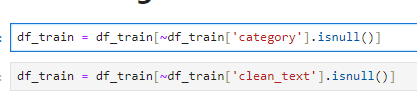 df_train = df_train[~df_train['category'].isnull()]
df_train = df_train[~df_train['clean_text'].isnull()]